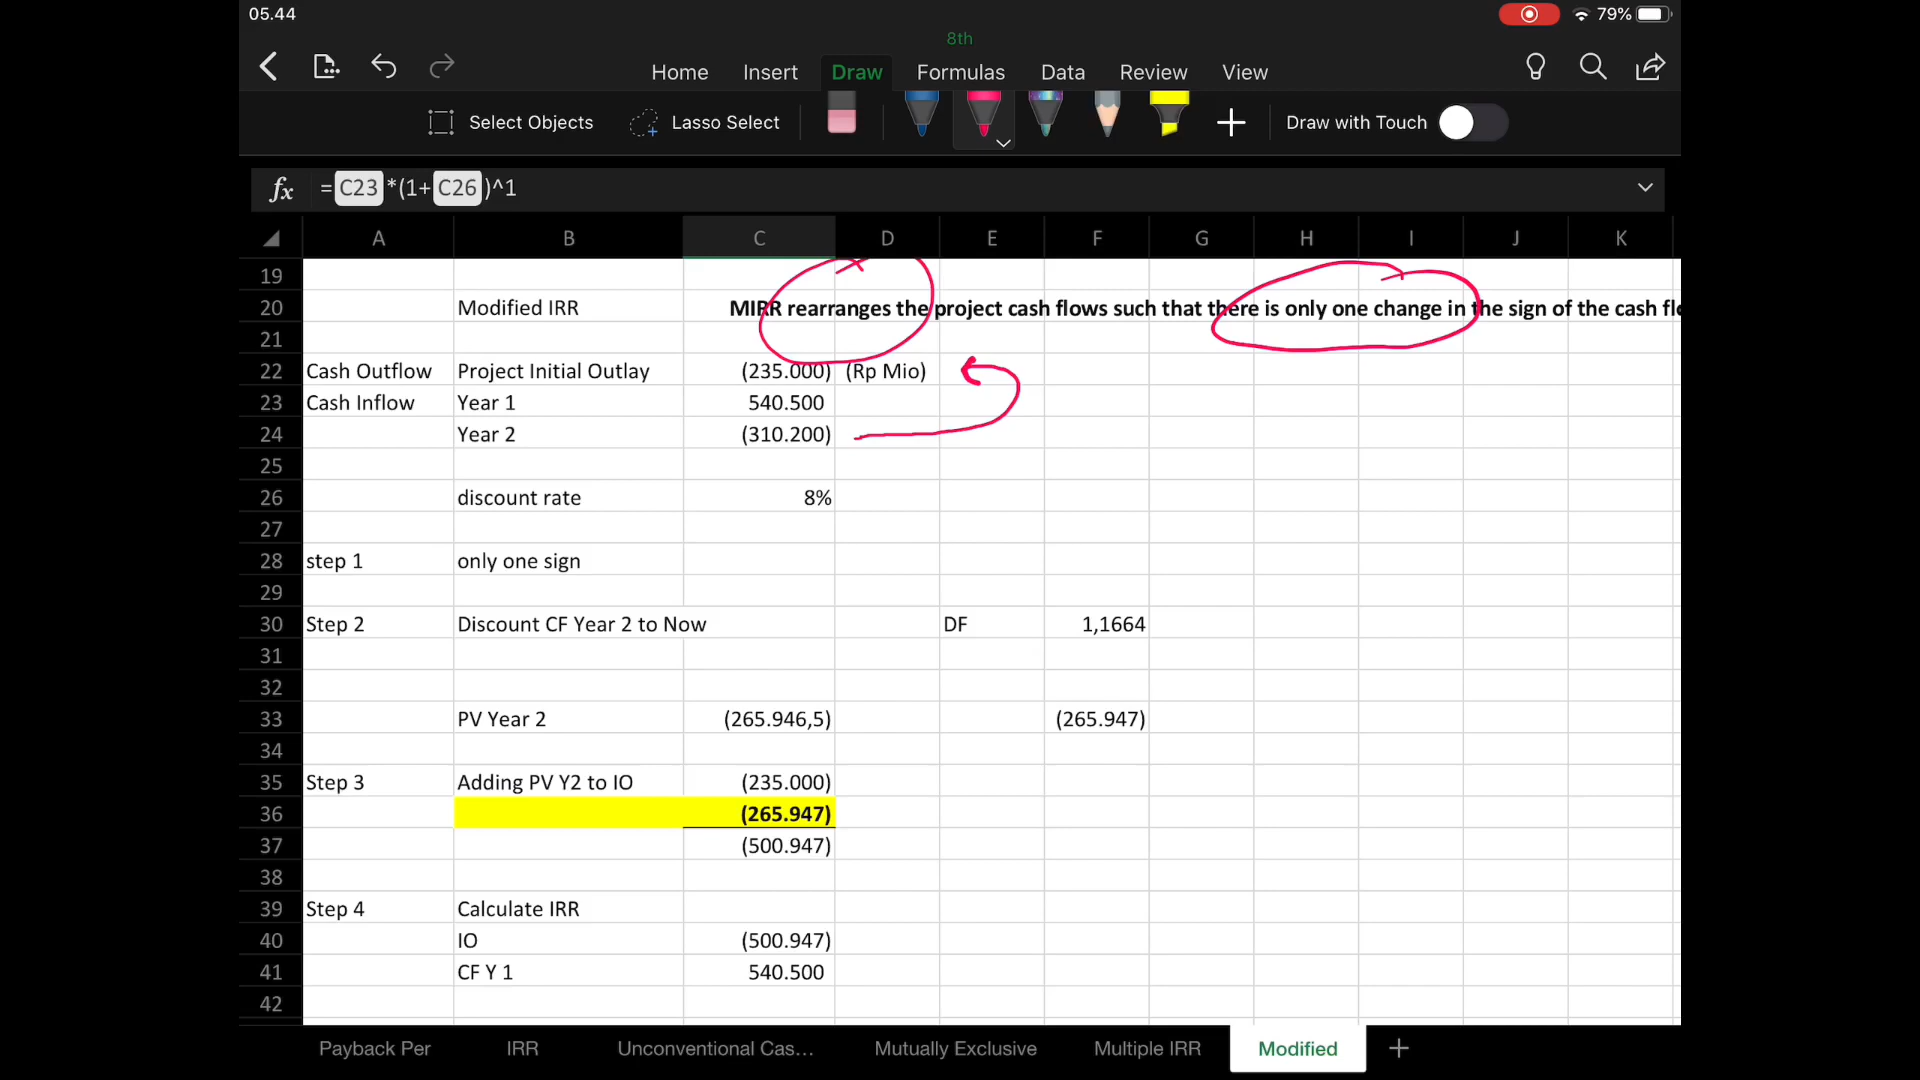 05.44
79%
8th
Home Insert Draw Formulas Data Review View
Select Objects Lasso Select Draw with Touch
fx =C23*(1+C26)^1
A B C D E F G H I J K
19
20 Modified IRR MIRR rearranges the project cash flows such that there is only one change in the sign of the cash
21
22 Cash Outflow Project Initial Outlay (235.000) (Rp Mio)
23 Cash Inflow Year 1 540.500
24 Year 2 (310.200)
25
26 discount rate 8%
27
28 step 1 only one sign
29
30 Step 2 Discount CF Year 2 to Now DF 1,1664
31
32
33 PV Year 2 (265.946,5) (265.947)
34
35 Step 3 Adding PV Y2 to IO (235.000)
36 (265.947)
37 (500.947)
38
39 Step 4 Calculate IRR
40 IO (500.947)
41 CF Y 1 540.500
42
Payback Per IRR Unconventional Cas... Mutually Exclusive Multiple IRR Modified